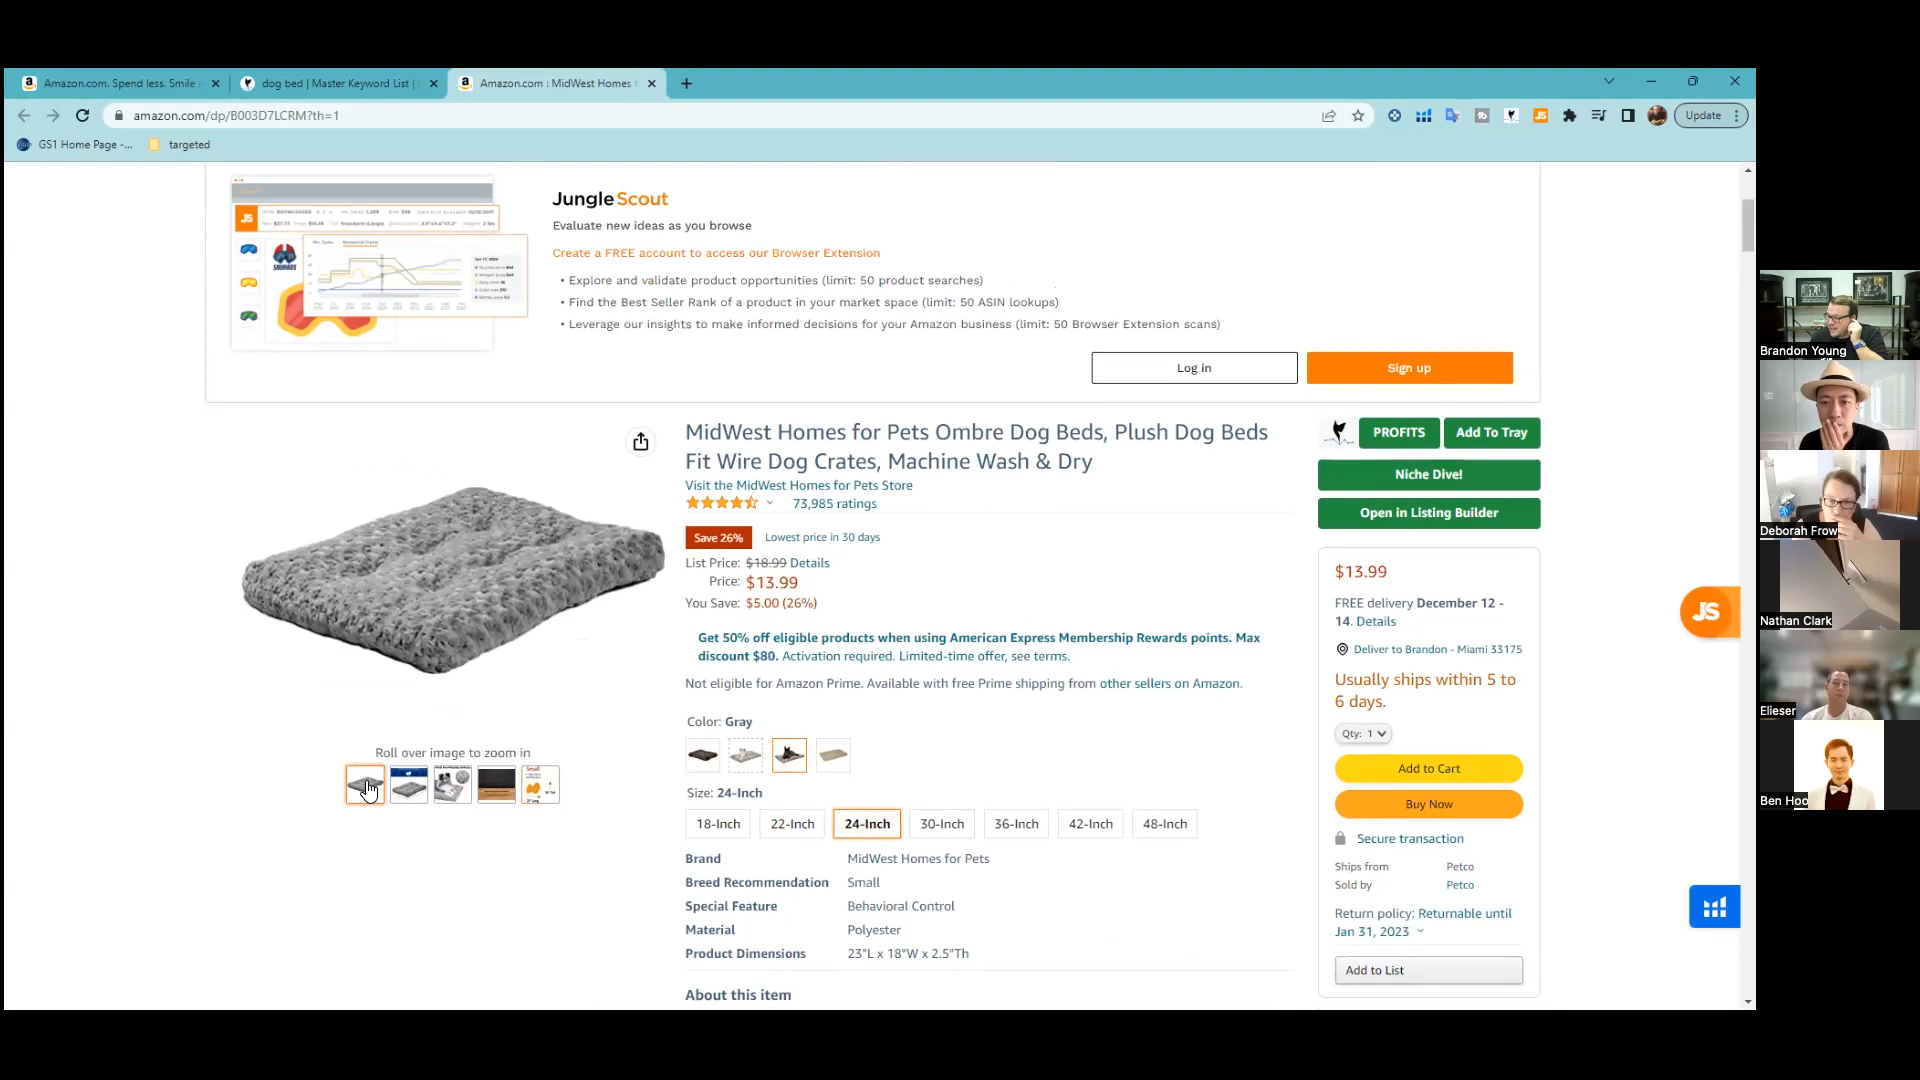 Amazon.com. Spend less. Smile
dog bed | Master Keyword List |
Amazon.com : MidWest Homes
amazon.com/dp/B003D7LCRM?th=1
Update
GS1 Home Page -...
targeted
JungleScout
Evaluate new ideas as you browse
Create a FREE account to access our Browser Extension
• Explore and validate product opportunities (limit: 50 product searches)
• Find the Best Seller Rank of a product in your market space (limit: 50 ASIN lookups)
• Leverage our insights to make informed decisions for your Amazon business (limit: 50 Browser Extension scans)
Log in
Sign up
JS
MidWest Homes for Pets Ombre Dog Beds, Plush Dog Beds
Fit Wire Dog Crates, Machine Wash & Dry
Visit the MidWest Homes for Pets Store
73,985 ratings
Save 26%
Lowest price in 30 days
List Price: $18.99 Details
Price: $13.99
You Save: $5.00 (26%)
Get 50% off eligible products when using American Express Membership Rewards points. Max
discount $80. Activation required. Limited-time offer, see terms.
Not eligible for Amazon Prime. Available with free Prime shipping from other sellers on Amazon.
Color: Gray
Roll over image to zoom in
Small
Size: 24-Inch
18-Inch
22-Inch
24-Inch
30-Inch
36-Inch
42-Inch
48-Inch
Brand MidWest Homes for Pets
Breed Recommendation Small
Special Feature Behavioral Control
Material Polyester
Product Dimensions 23"L x 18"W x 2.5"Th
About this item
PROFITS
Add To Tray
Niche Dive!
Open in Listing Builder
$13.99
FREE delivery December 12 -
14. Details
Deliver to Brandon - Miami 33175
Usually ships within 5 to
6 days.
Qty: 1
Add to Cart
Buy Now
Secure transaction
Ships from Petco
Sold by Petco
Return policy: Returnable until
Jan 31, 2023
Add to List
JS
Brandon Young
Deborah Frow
Nathan Clark
Elieser
Ben Hoo